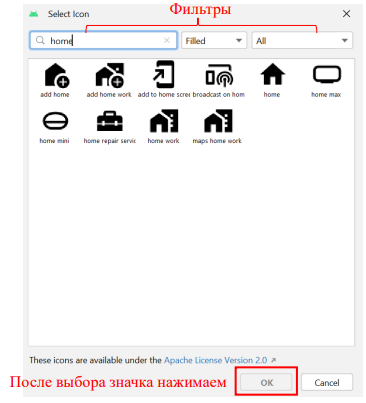 Фильтры
Select Icon
home
Filled
All
add home
add home work
add to home scree
broadcast on hom
home
home max
home mini
home repair servic
home work
maps home work
These icons are available under the Apache License Version 2.0
После выбора значка нажимаем
OK
Cancel